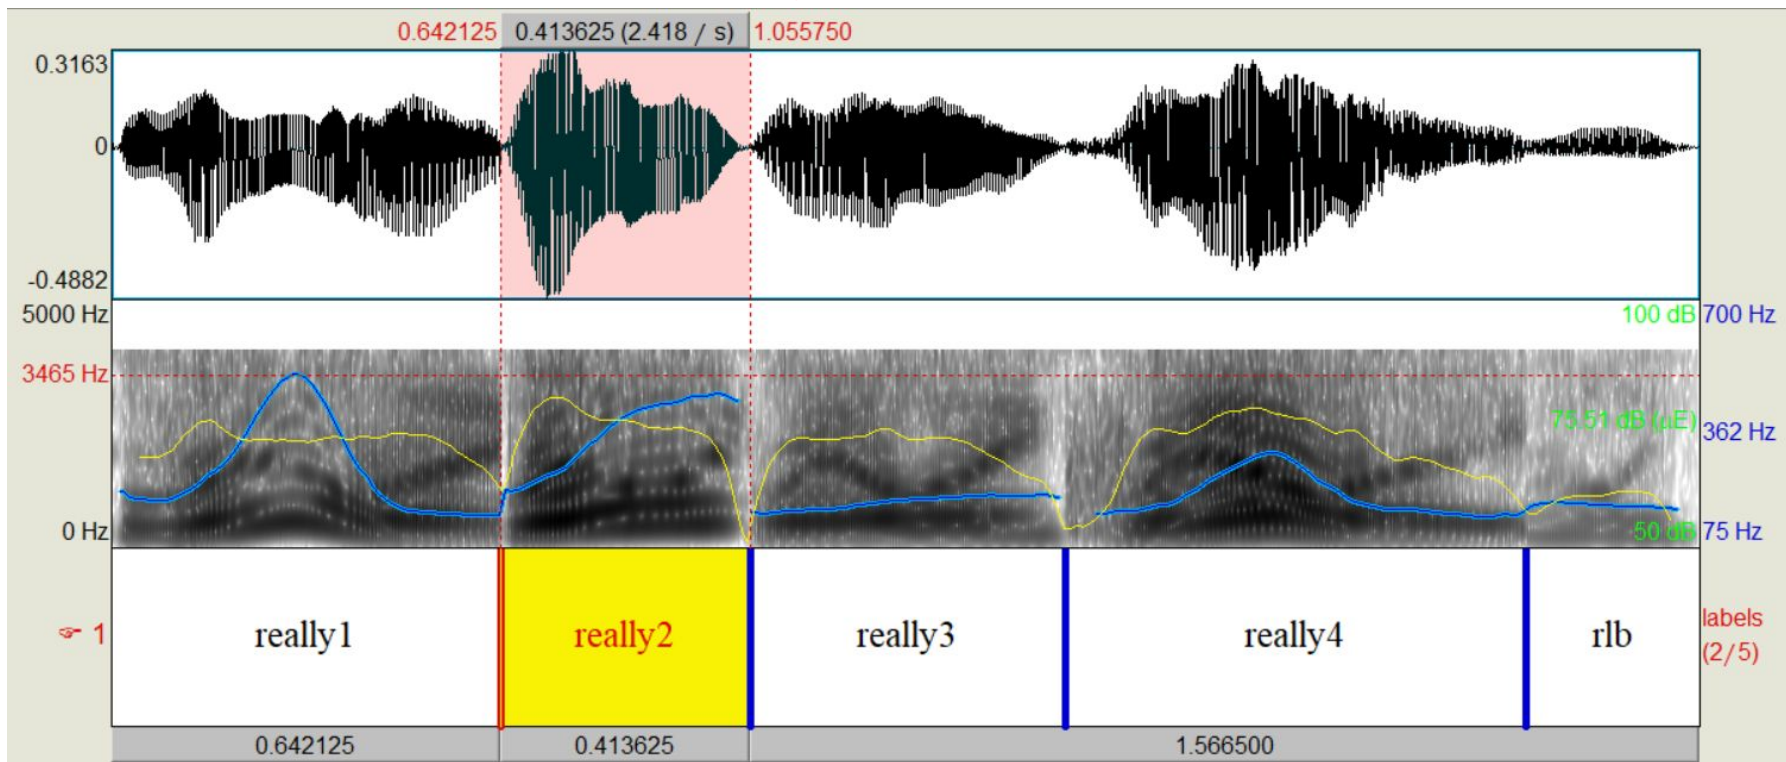 0.642125 0.413625 (2.418 / s) 1.055750
0.3163
0
-0.4882
5000 Hz 100 dB 700 Hz
3465 Hz
75.51 dB (µE) 362 Hz
0 Hz 50 dB 75 Hz
☞ 1 really1 really2 really3 really4 rlb labels
(2/5)
0.642125 0.413625 1.566500